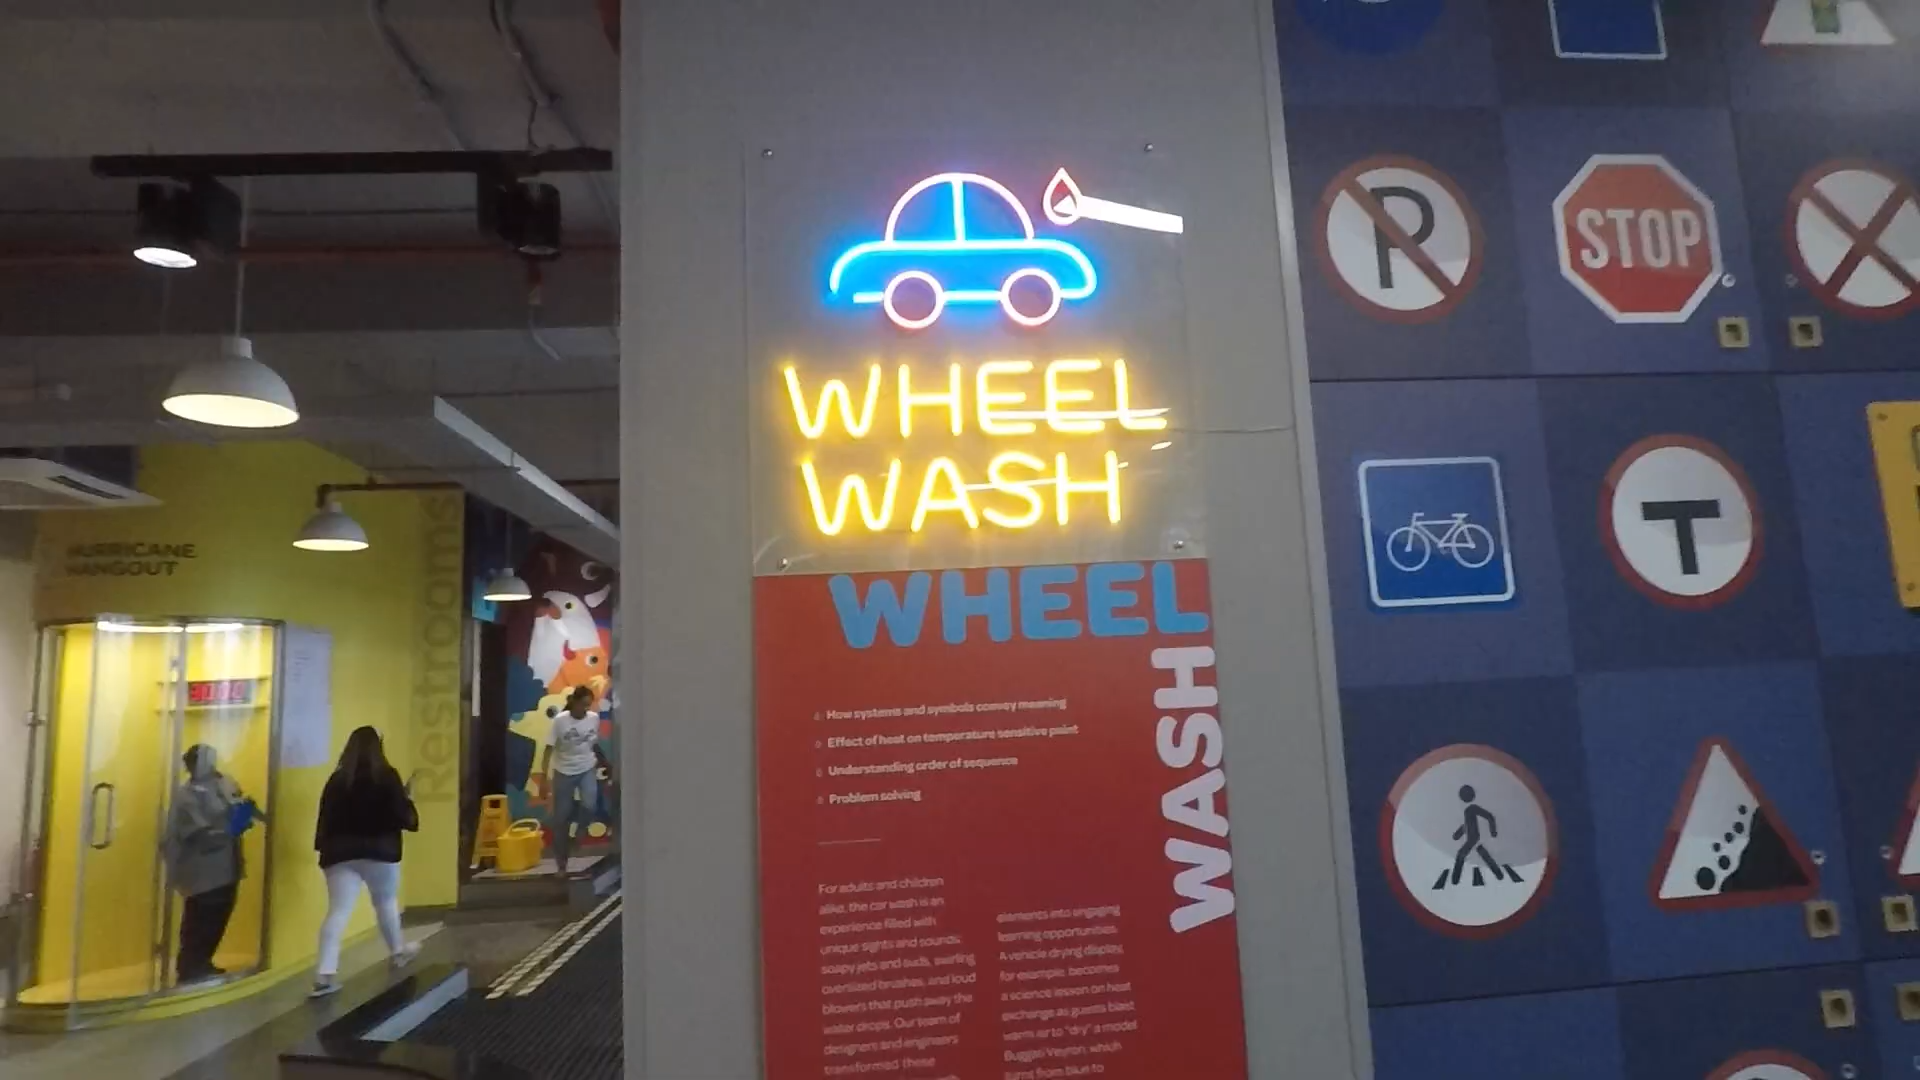 WHEEL
WASH
WHEEL
WASH
How systems and symbols convey meaning
Effect of heat on temperature sensitive paint
Understanding order of sequence
Problem solving
For adults and children
alike, the car wash is an
experience filled with
unique sights and sounds:
soapy jets and suds, swirling
oversized brushes, and loud
blowers that push away the
water drops. Our team of
designers and engineers
transformed these
elements into engaging
learning opportunities.
A vehicle drying display,
for example, becomes
a science lesson on heat
exchange as guests blast
warm air to "dry" a model
Buggati Veyron, which
turns from blue to
P
STOP
T
HURRICANE
HANGOUT
Restrooms